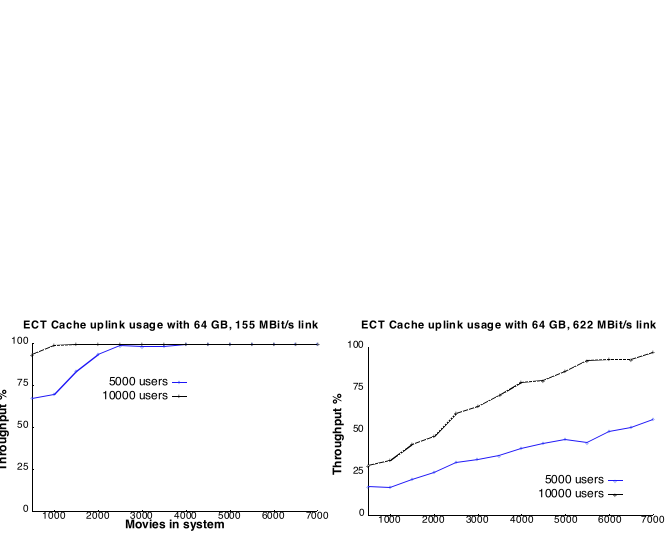 ECT Cache uplink usage with 64 GB, 155 MBit/s link
100
75
50
25
0
Throughput %
5000 users
10000 users
1000 2000 3000 4000 5000 6000 7000
Movies in system
ECT Cache uplink usage with 64 GB, 622 MBit/s link
100
75
50
25
0
Throughput %
5000 users
10000 users
1000 2000 3000 4000 5000 6000 7000